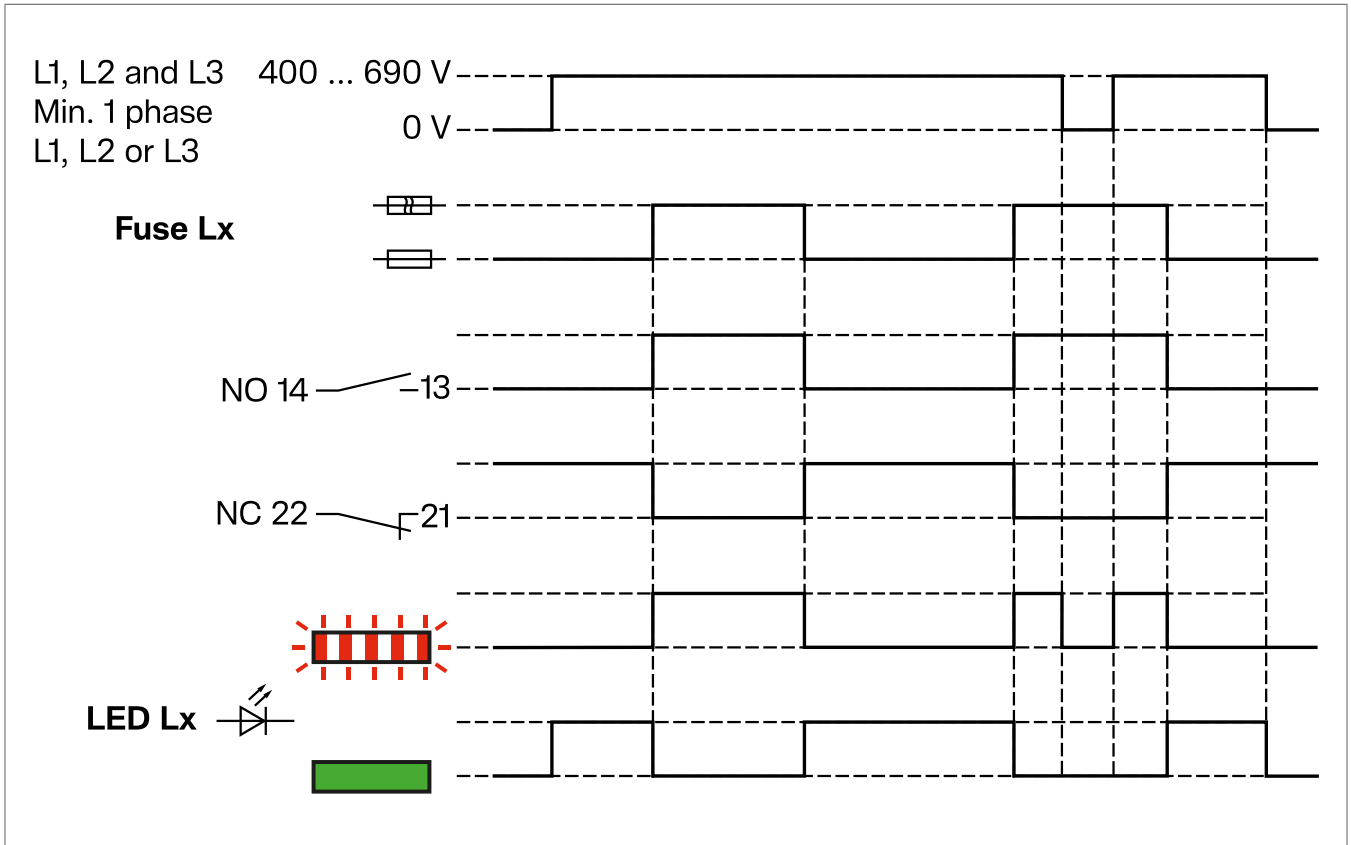 L1, L2 and L3 400 ... 690 V
Min. 1 phase
0 V
L1, L2 or L3
Fuse Lx
NO 14 13
NC 22 21
LED Lx